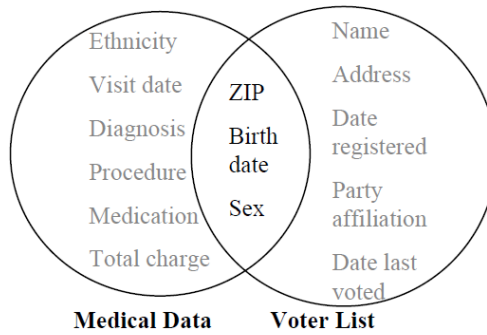 Ethnicity
Visit date
Diagnosis
Procedure
Medication
Total charge
ZIP
Birth
date
Sex
Name
Address
Date
registered
Party
affiliation
Date last
voted
Medical Data
Voter List